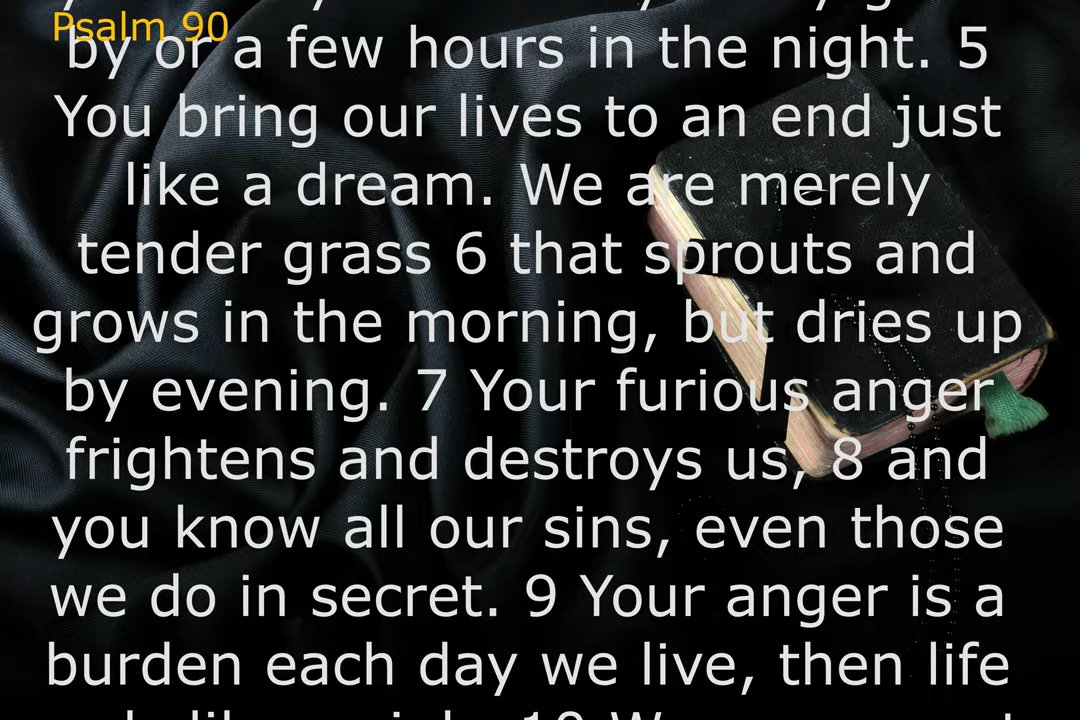 Psalm 90
by or a few hours in the night. 5
You bring our lives to an end just
like a dream. We are merely
tender grass 6 that sprouts and
grows in the morning, but dries up
by evening. 7 Your furious anger
frightens and destroys us, 8 and
you know all our sins, even those
we do in secret. 9 Your anger is a
burden each day we live, then life